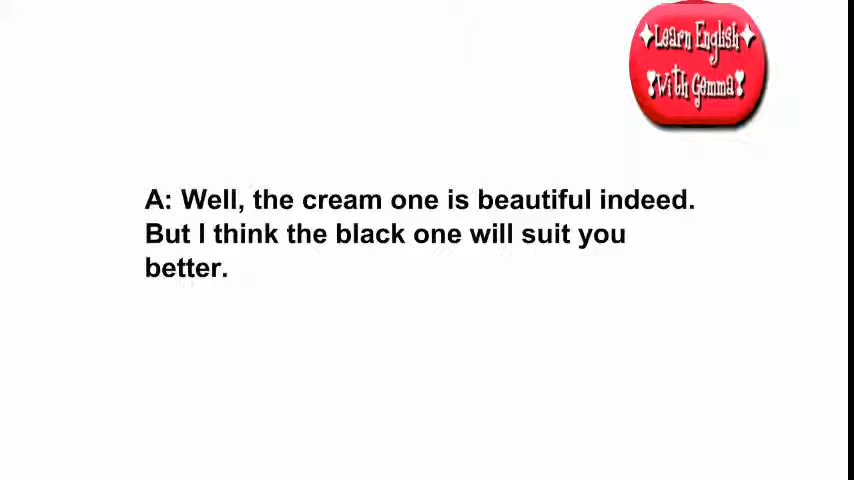 ✦Learn English✦
❣With Gemma❣
A: Well, the cream one is beautiful indeed.
But I think the black one will suit you
better.